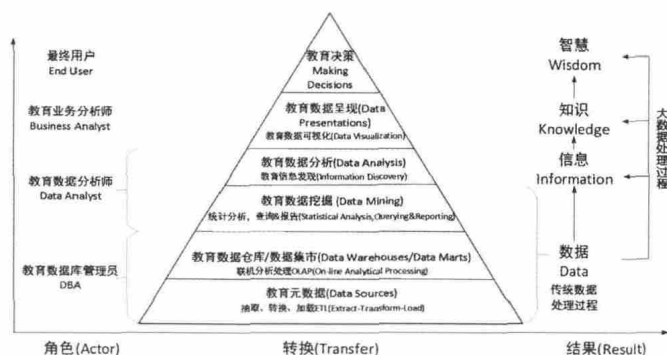 最终用户
End User
教育业务分析师
Business Analyst
教育数据分析师
Data Analyst
教育数据库管理员
DBA
教育决策
Making
Decisions
教育数据呈现(Data
Presentations)
教育数据可视化(Data Visualization)
教育数据分析(Data Analysis)
教育信息发现(Information Discovery)
教育数据挖掘 (Data Mining)
统计分析，查询&报告(Statistical Analysis,Querying&Reporting)
教育数据仓库/数据集市(Data Warehouses/Data Marts)
联机分析处理OLAP(On-line Analytical Processing)
教育元数据(Data Sources)
抽取、转换、加载ETL(Extract-Transform-Load)
智慧
Wisdom
知识
Knowledge
信息
Information
数据
Data
传统数据
处理过程
大数据处理过程
角色(Actor)
转换(Transfer)
结果(Result)